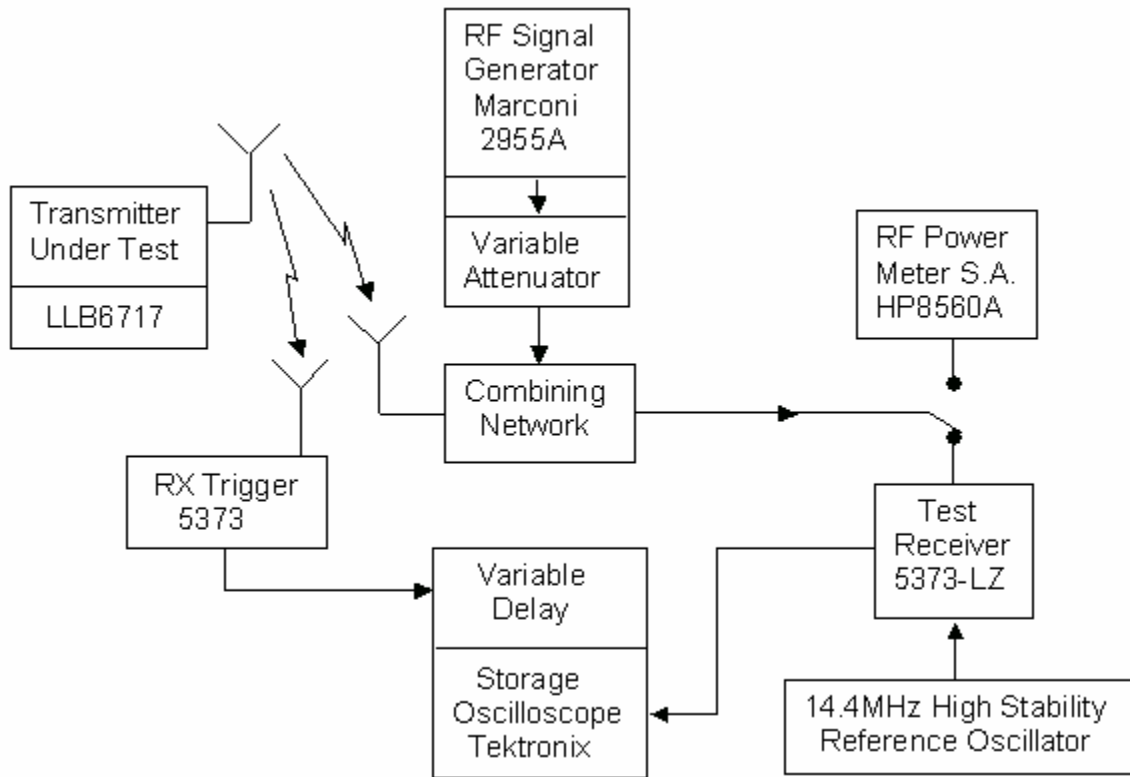 RF Signal
Generator
Marconi
2955A
Variable
Attenuator
Transmitter
Under Test
LLB6717
RF Power
Meter S.A.
HP8560A
Combining
Network
RX Trigger
5373
Test
Receiver
5373-LZ
Variable
Delay
Storage
Oscilloscope
Tektronix
14.4MHz High Stability
Reference Oscillator